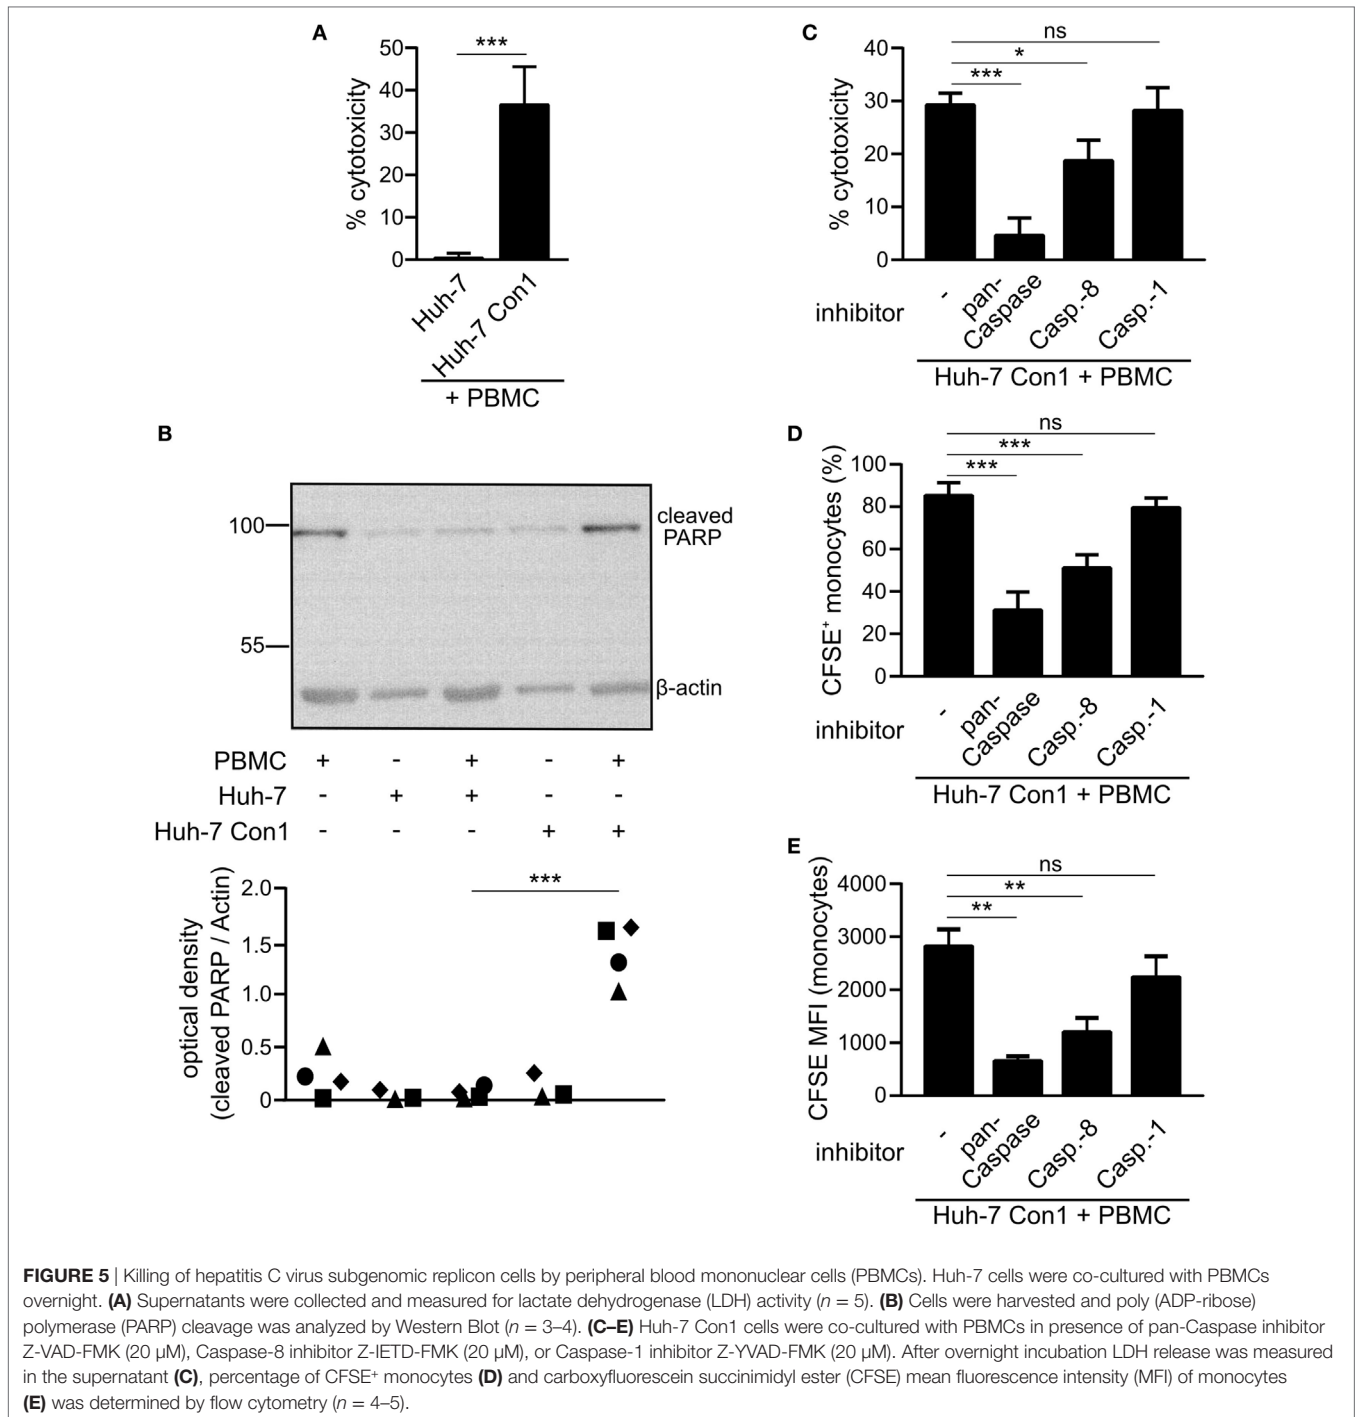 A
***
50
40
30
20
10
0
% cytotoxicity
Huh-7
Huh-7 Con1
+ PBMC
B
100
55
cleaved
PARP
β-actin
PBMC + - + - +
Huh-7 - + + - -
Huh-7 Con1 - - - + +
***
2.0
1.5
1.0
0.5
0
optical density
(cleaved PARP / Actin)
C
ns
*
***
40
30
20
10
0
% cytotoxicity
inhibitor
-
pan-
Caspase
Casp.-8
Casp.-1
Huh-7 Con1 + PBMC
D
ns
***
***
100
80
60
40
20
0
CFSE⁺ monocytes (%)
inhibitor
-
pan-
Caspase
Casp.-8
Casp.-1
Huh-7 Con1 + PBMC
E
ns
**
**
4000
3000
2000
1000
0
CFSE MFI (monocytes)
inhibitor
-
pan-
Caspase
Casp.-8
Casp.-1
Huh-7 Con1 + PBMC
FIGURE 5 | Killing of hepatitis C virus subgenomic replicon cells by peripheral blood mononuclear cells (PBMCs). Huh-7 cells were co-cultured with PBMCs
overnight. (A) Supernatants were collected and measured for lactate dehydrogenase (LDH) activity (n = 5). (B) Cells were harvested and poly (ADP-ribose)
polymerase (PARP) cleavage was analyzed by Western Blot (n = 3–4). (C–E) Huh-7 Con1 cells were co-cultured with PBMCs in presence of pan-Caspase inhibitor
Z-VAD-FMK (20 μM), Caspase-8 inhibitor Z-IETD-FMK (20 μM), or Caspase-1 inhibitor Z-YVAD-FMK (20 μM). After overnight incubation LDH release was measured
in the supernatant (C), percentage of CFSE⁺ monocytes (D) and carboxyfluorescein succinimidyl ester (CFSE) mean fluorescence intensity (MFI) of monocytes
(E) was determined by flow cytometry (n = 4–5).